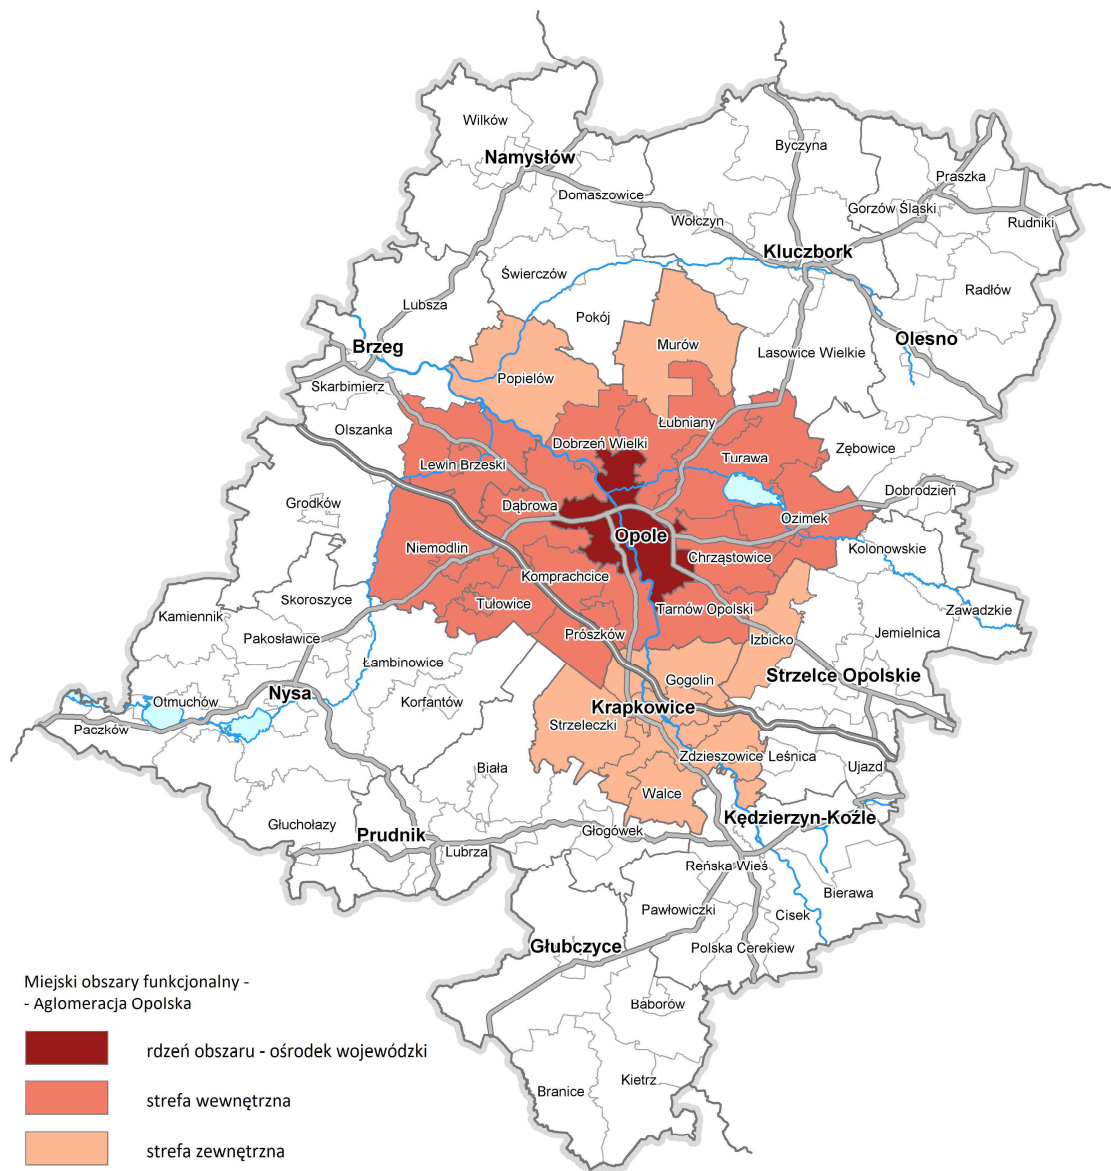 Wilków
Byczyna
Namysłów
Praszka
Domaszowice
Gorzów Śląski
Wołczyn
Rudniki
Kluczbork
Świerczów
Radłów
Lubsza
Pokój
Olesno
Brzeg
Murów
Lasowice Wielkie
Popielów
Skarbimierz
Łubniany
Olszanka
Dobrzeń Wielki
Zębowice
Turawa
Lewin Brzeski
Dobrodzień
Grodków
Dąbrowa
Ozimek
Opole
Niemodlin
Chrząstowice
Kolonowskie
Komprachcice
Skoroszyce
Tułowice
Tarnów Opolski
Zawadzkie
Kamiennik
Prószków
Izbicko
Jemielnica
Pakosławice
Łambinowice
Strzelce Opolskie
Gogolin
Nysa
Otmuchów
Korfantów
Krapkowice
Paczków
Strzeleczki
Zdzieszowice
Leśnica
Ujazd
Biała
Walce
Kędzierzyn-Koźle
Głuchołazy
Prudnik
Głogówek
Lubrza
Reńska Wieś
Bierawa
Pawłowiczki
Cisek
Głubczyce
Polska Cerekiew
Baborów
Branice
Kietrz
Miejski obszary funkcjonalny -
- Aglomeracja Opolska
rdzeń obszaru - ośrodek wojewódzki
strefa wewnętrzna
strefa zewnętrzna